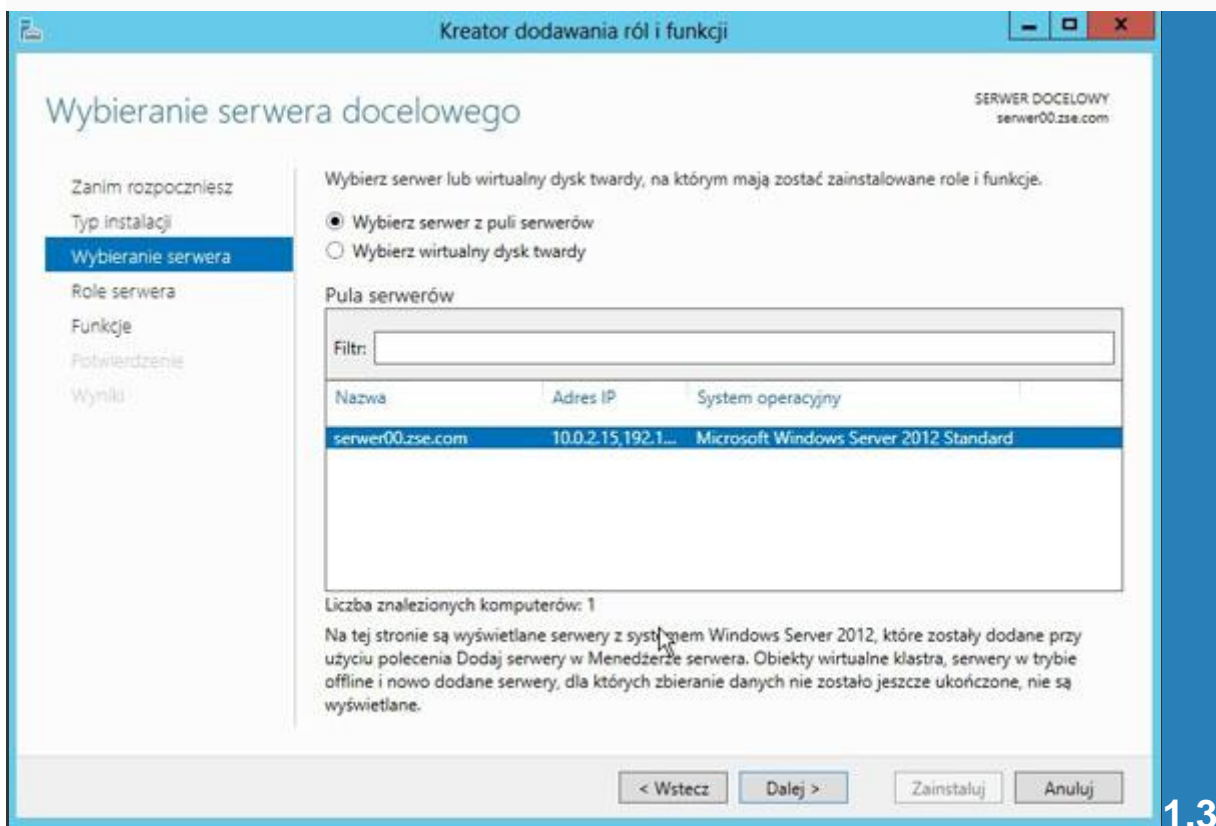 Kreator dodawania ról i funkcji
Wybieranie serwera docelowego
SERWER DOCELOWY
serwer00.zse.com
Zanim rozpoczniesz
Typ instalacji
Wybieranie serwera
Role serwera
Funkcje
Potwierdzenie
Wyniki
Wybierz serwer lub wirtualny dysk twardy, na którym mają zostać zainstalowane role i funkcje.
Wybierz serwer z puli serwerów
Wybierz wirtualny dysk twardy
Pula serwerów
Filtr:
Nazwa Adres IP System operacyjny
serwer00.zse.com 10.0.2.15,192.1... Microsoft Windows Server 2012 Standard
Liczba znalezionych komputerów: 1
Na tej stronie są wyświetlane serwery z systemem Windows Server 2012, które zostały dodane przy
użyciu polecenia Dodaj serwery w Menedżerze serwera. Obiekty wirtualne klastra, serwery w trybie
offline i nowo dodane serwery, dla których zbieranie danych nie zostało jeszcze ukończone, nie są
wyświetlane.
< Wstecz Dalej > Zainstaluj Anuluj
1.3